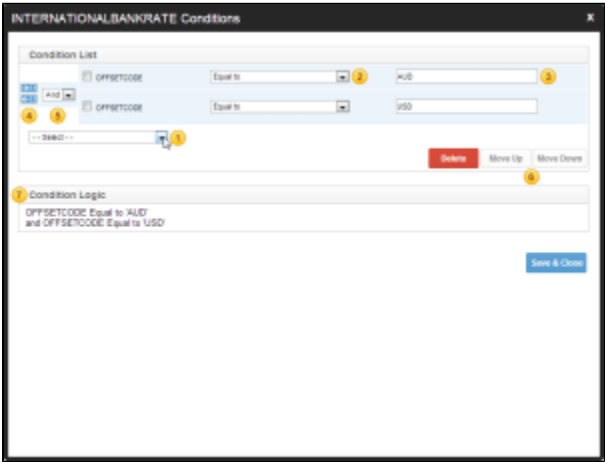 INTERNATIONALBANKRATE Conditions x
Condition List
OFFSETCODE Equal to 2 AUD 3
And
4 5
OFFSETCODE Equal to USD
-- Select -- 1
Delete Move Up Move Down
6
7 Condition Logic
OFFSETCODE Equal to 'AUD'
and OFFSETCODE Equal to 'USD'
Save & Close